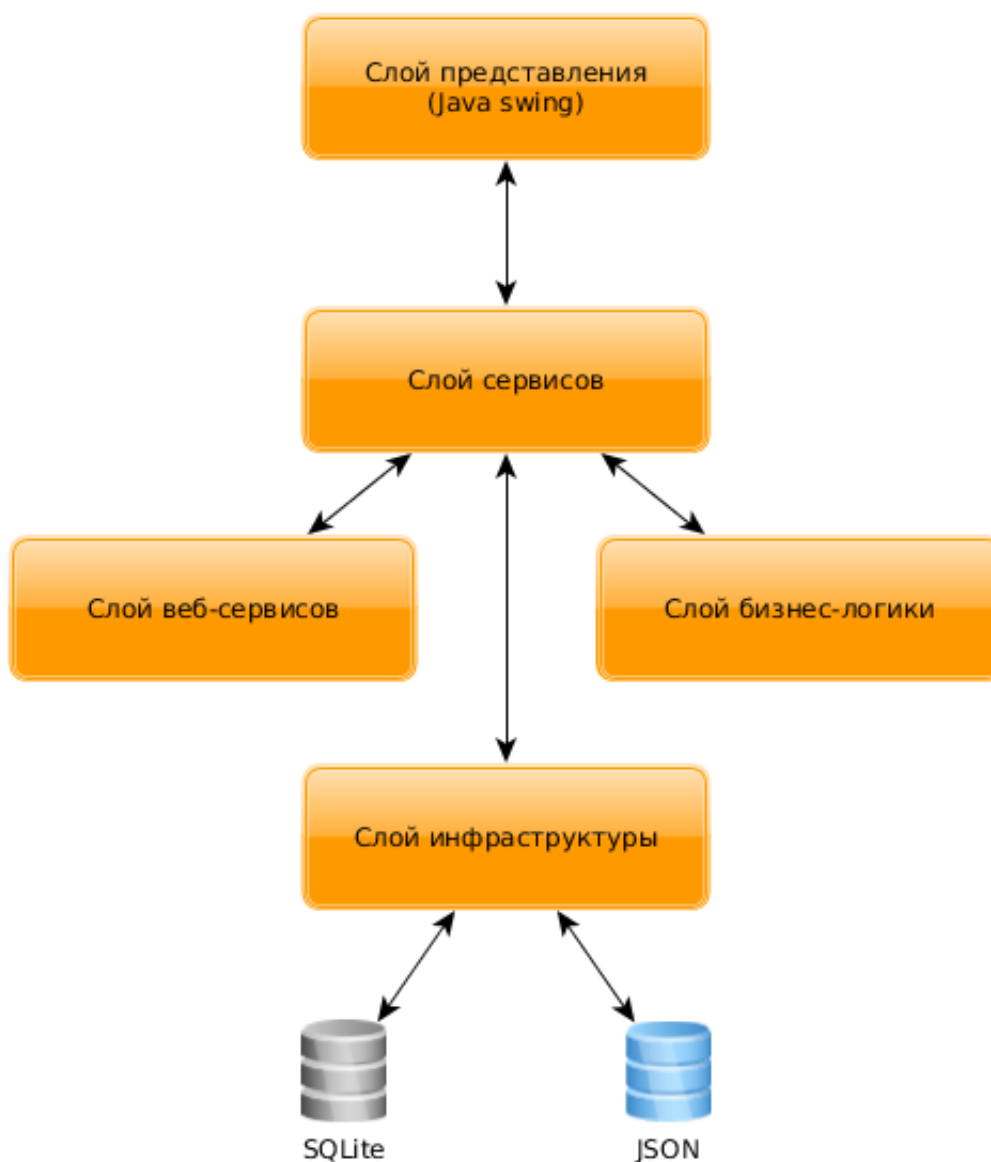 Слой представления
(Java swing)
Слой сервисов
Слой веб-сервисов
Слой бизнес-логики
Слой инфраструктуры
SQLite
JSON